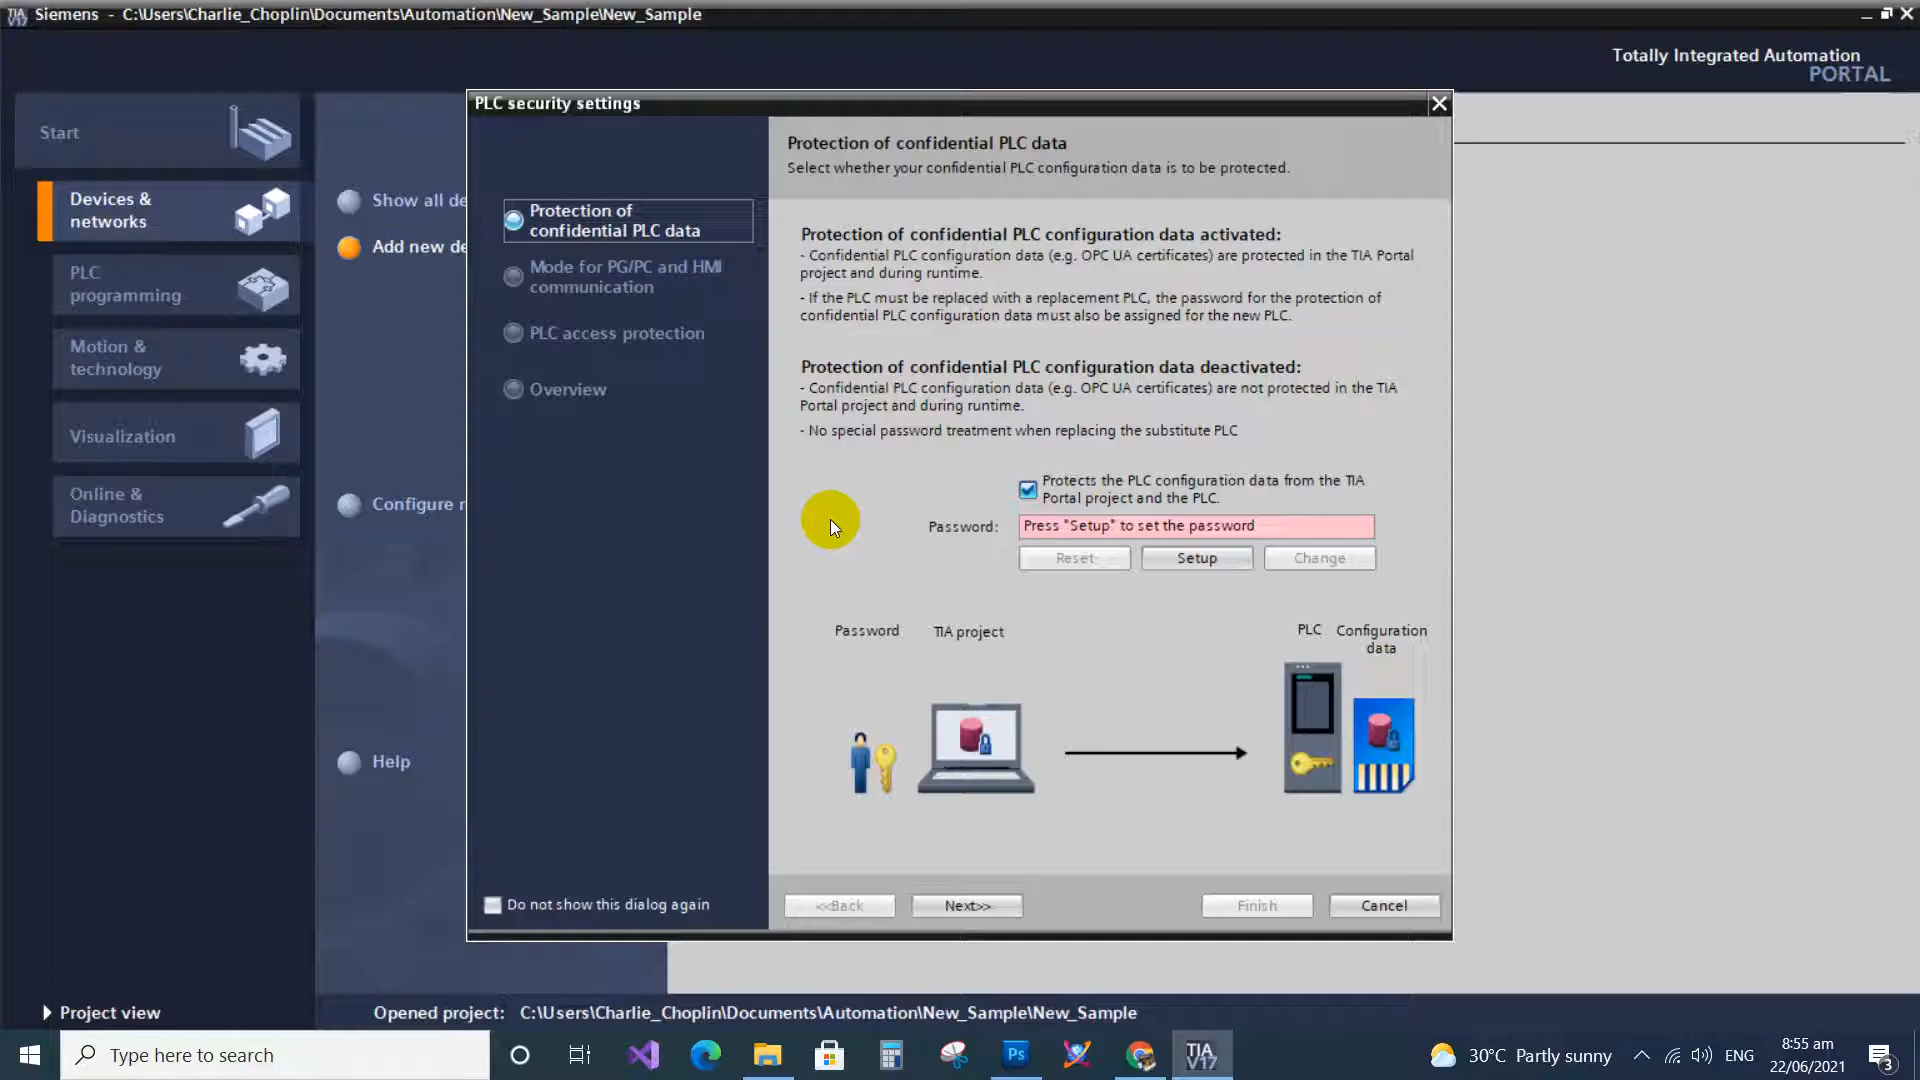 Siemens - C:\Users\Charlie_Choplin\Documents\Automation\New_Sample\New_Sample
Totally Integrated Automation
PORTAL
Start
Devices &
networks
PLC
programming
Motion &
technology
Visualization
Online &
Diagnostics
Show all de
Add new de
Configure n
Help
PLC security settings
Protection of
confidential PLC data
Mode for PG/PC and HMI
communication
PLC access protection
Overview
Do not show this dialog again
Protection of confidential PLC data
Select whether your confidential PLC configuration data is to be protected.
Protection of confidential PLC configuration data activated:
- Confidential PLC configuration data (e.g. OPC UA certificates) are protected in the TIA Portal
project and during runtime.
- If the PLC must be replaced with a replacement PLC, the password for the protection of
confidential PLC configuration data must also be assigned for the new PLC.
Protection of confidential PLC configuration data deactivated:
- Confidential PLC configuration data (e.g. OPC UA certificates) are not protected in the TIA
Portal project and during runtime.
- No special password treatment when replacing the substitute PLC
Protects the PLC configuration data from the TIA
Portal project and the PLC.
Password: Press "Setup" to set the password
Reset Setup Change
Password TIA project PLC Configuration
data
<<Back Next>> Finish Cancel
Project view
Opened project: C:\Users\Charlie_Choplin\Documents\Automation\New_Sample\New_Sample
Type here to search
Ps
TIA
V17
30°C Partly sunny
ENG
8:55 am
22/06/2021
3